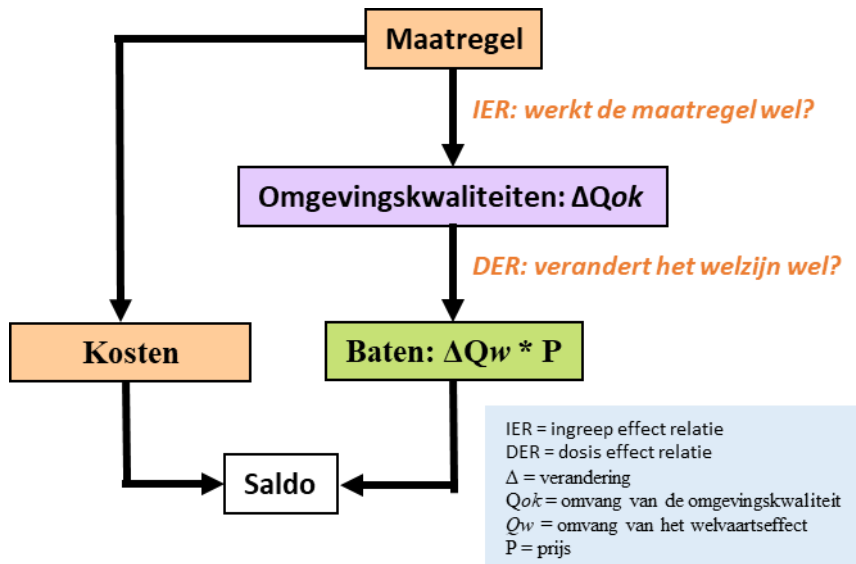 Maatregel
IER: werkt de maatregel wel?
Omgevingskwaliteiten: ΔQok
DER: verandert het welzijn wel?
Kosten
Baten: ΔQw * P
Saldo
IER = ingreep effect relatie
DER = dosis effect relatie
Δ = verandering
Qok = omvang van de omgevingskwaliteit
Qw = omvang van het welvaartseffect
P = prijs